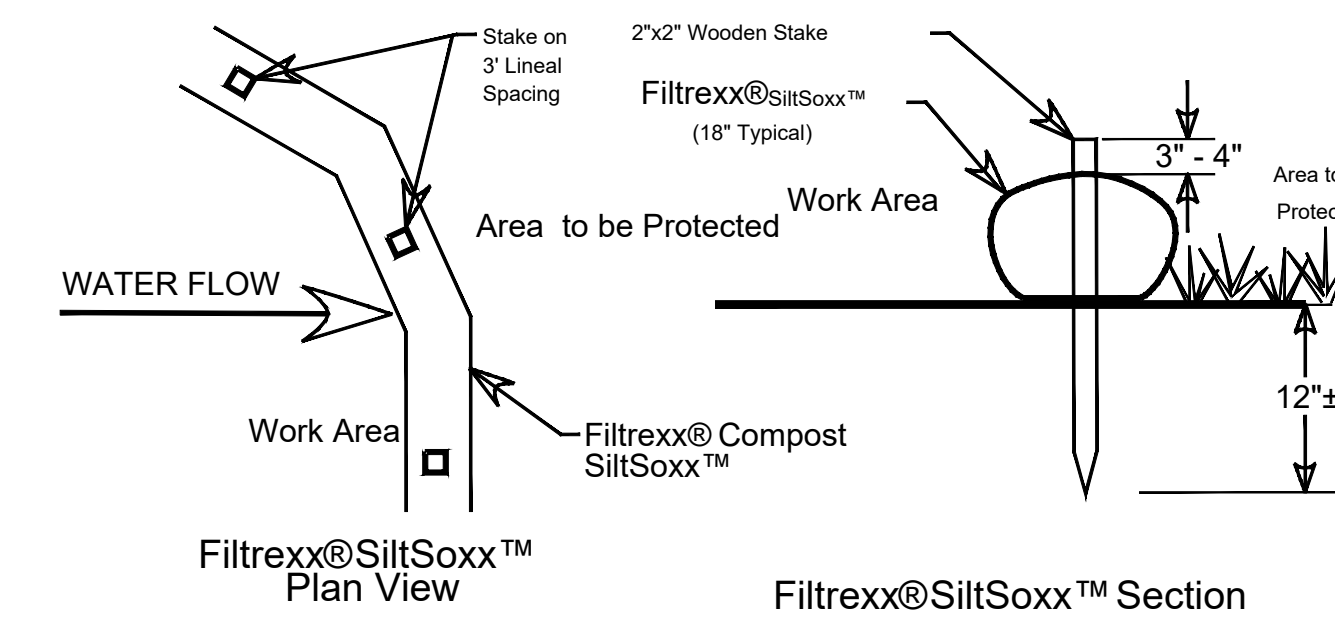 Stake on
3' Lineal
Spacing
WATER FLOW
Area to be Protected
Work Area
Filtrexx® Compost
SiltSoxx™
Filtrexx®SiltSoxx™
Plan View
2"x2" Wooden Stake
Filtrexx®SiltSoxx™
(18" Typical)
Work Area
3" - 4"
Area
12"±
Filtrexx®SiltSoxx™ Section